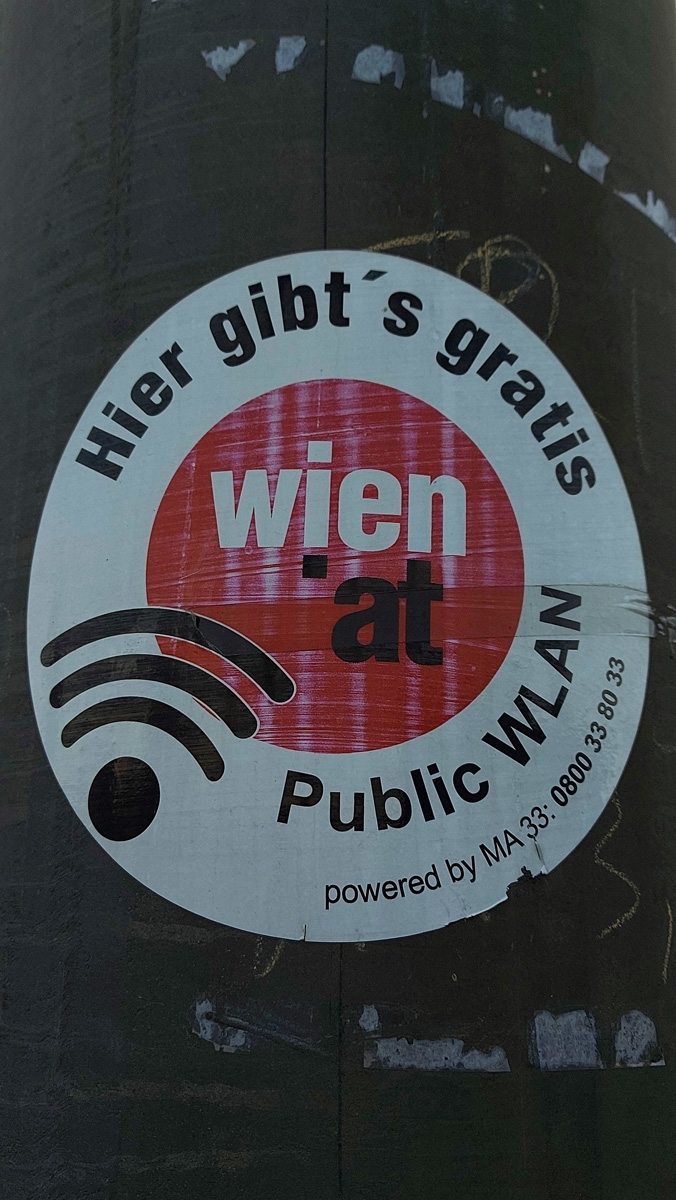 Hier gibt´s gratis
wien
.at
Public WLAN
powered by MA 33: 0800 33 80 33